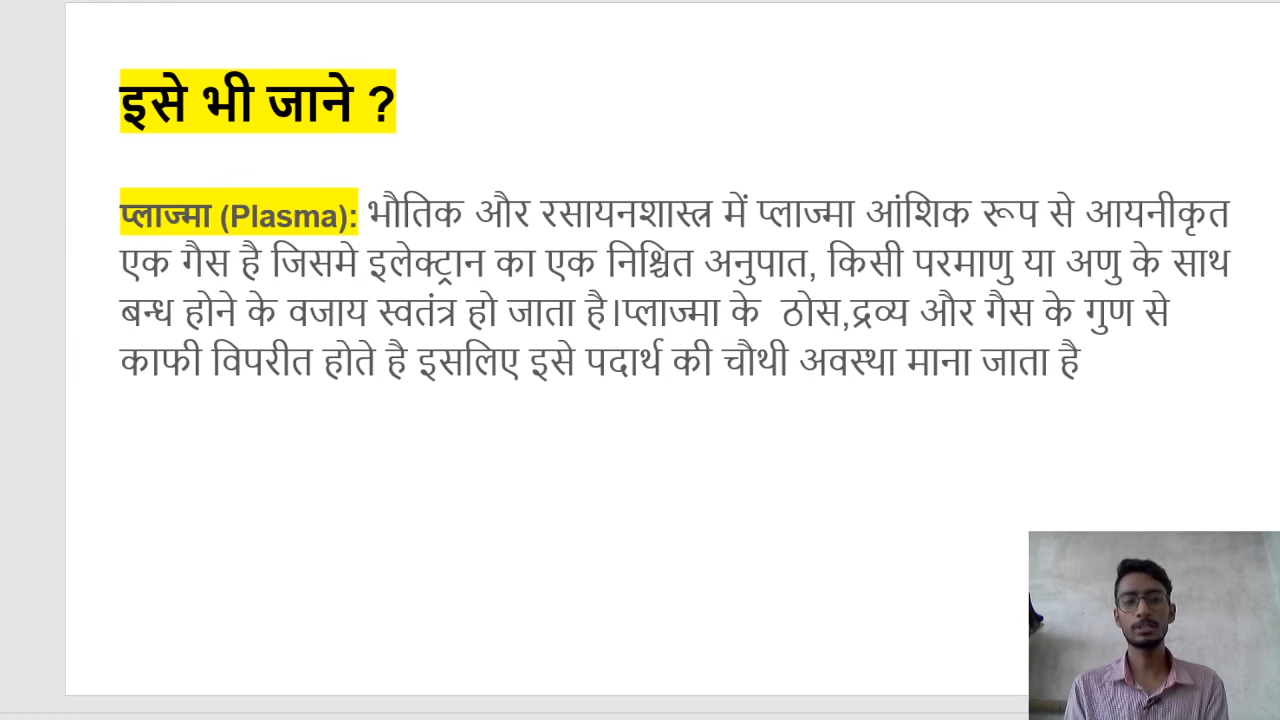 इसे भी जाने ?
प्लाज्मा (Plasma): भौतिक और रसायनशास्त्र में प्लाज्मा आंशिक रूप से आयनीकृत
एक गैस है जिसमे इलेक्ट्रान का एक निश्चित अनुपात, किसी परमाणु या अणु के साथ
बन्ध होने के वजाय स्वतंत्र हो जाता है।प्लाज्मा के ठोस,द्रव्य और गैस के गुण से
काफी विपरीत होते है इसलिए इसे पदार्थ की चौथी अवस्था माना जाता है